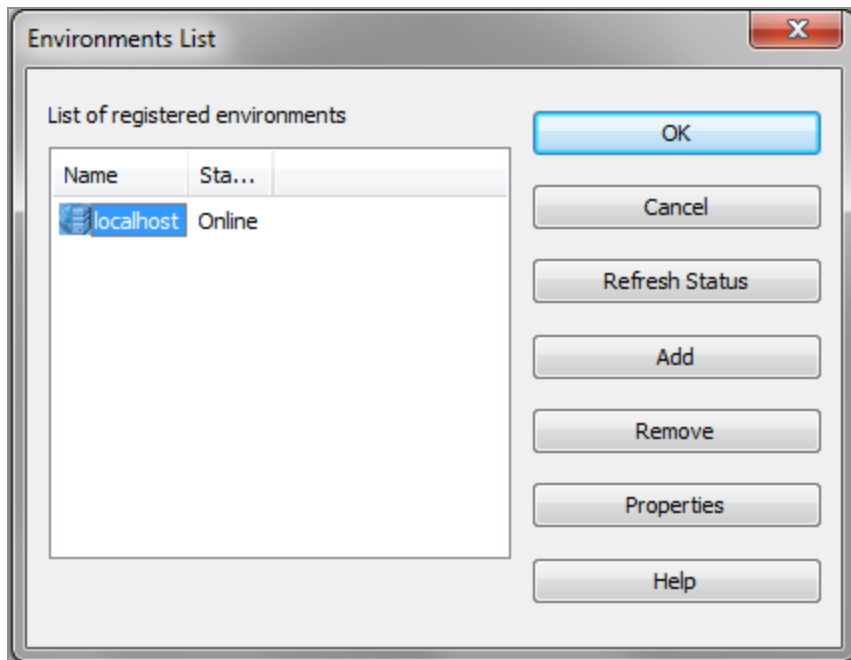 Environments List
List of registered environments
Name Sta...
localhost Online
OK
Cancel
Refresh Status
Add
Remove
Properties
Help